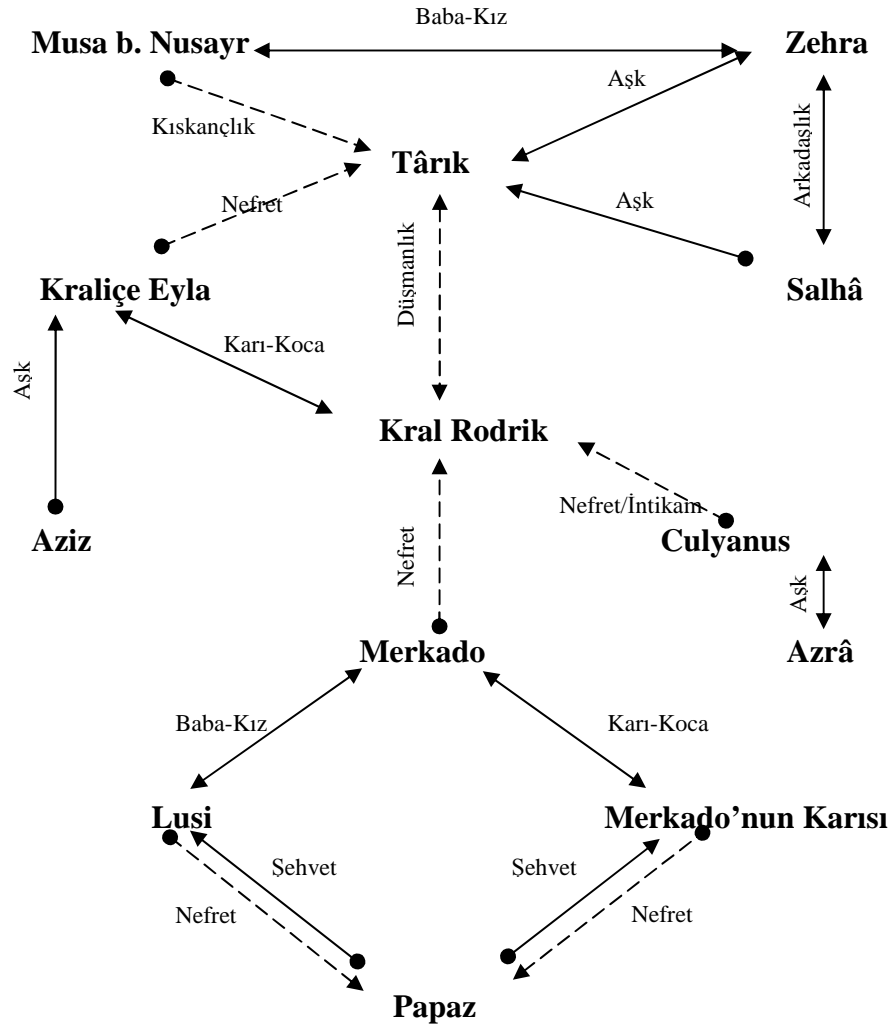 Baba-Kız
Musa b. Nusayr
Zehra
Aşk
Kıskançlık
Arkadaşlık
Târık
Nefret
Aşk
Düşmanlık
Kraliçe Eyla
Salhâ
Karı-Koca
Aşk
Kral Rodrik
Nefret/İntikam
Aziz
Culyanus
Nefret
Aşk
Merkado
Azrâ
Baba-Kız
Karı-Koca
Lusi
Merkado’nun Karısı
Şehvet
Şehvet
Nefret
Nefret
Papaz